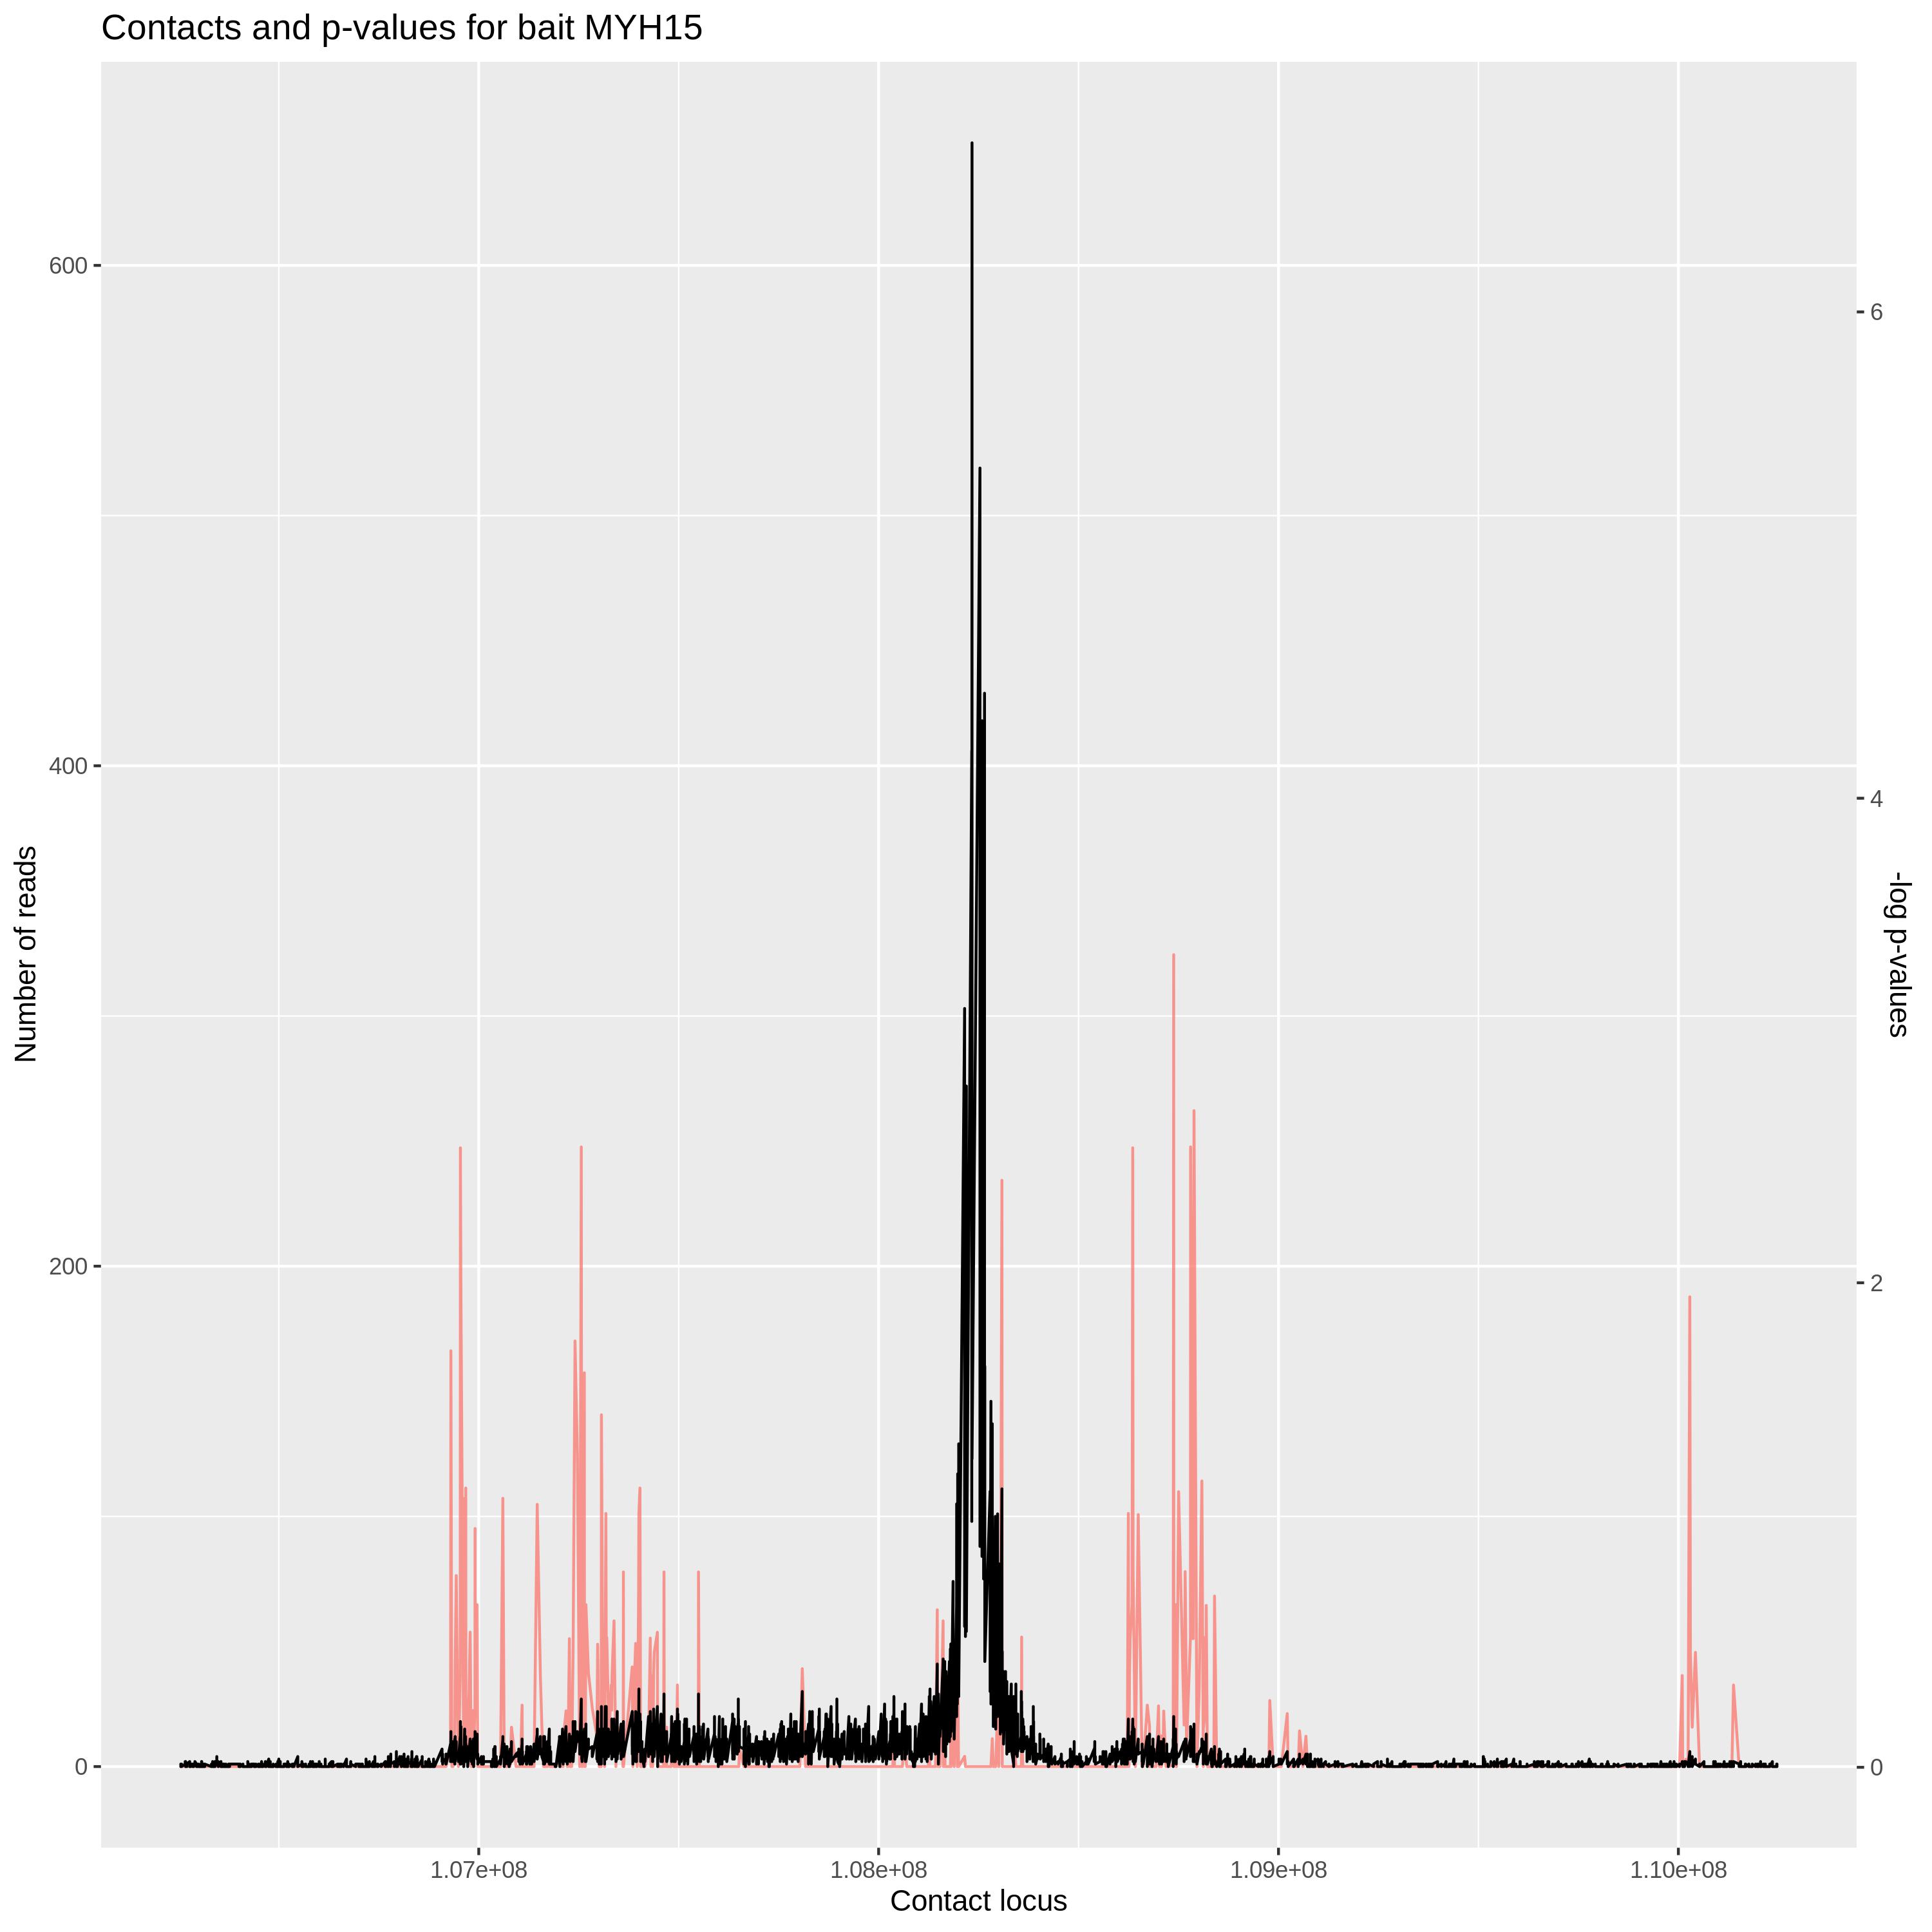 Contacts and p-values for bait MYH15
600
400
200
0
Number of reads
6
4
2
0
-log p-values
1.07e+08
1.08e+08
1.09e+08
1.10e+08
Contact locus